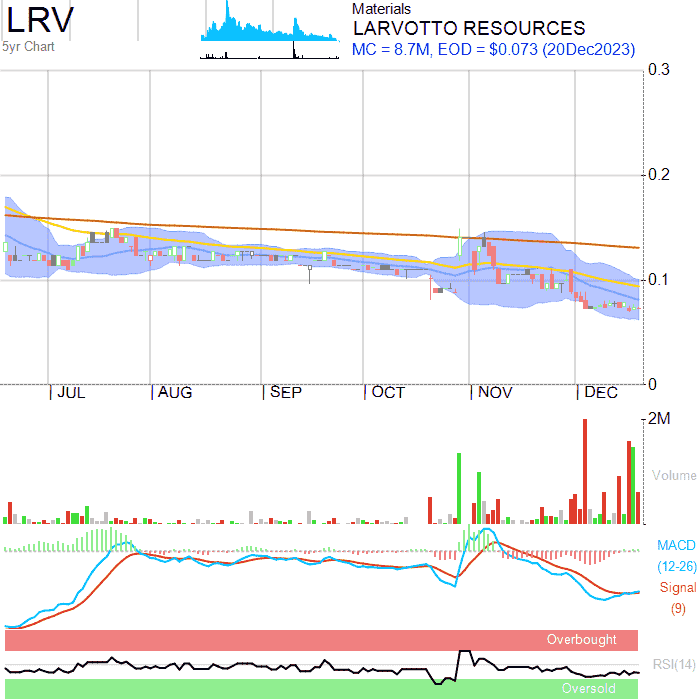 LRV
5yr Chart
Materials
LARVOTTO RESOURCES
MC = 8.7M, EOD = $0.073 (20Dec2023)
0.3
0.2
0.1
0
JUL AUG SEP OCT NOV DEC
2M
Volume
MACD
(12-26)
Signal
(9)
Overbought
RSI(14)
Oversold